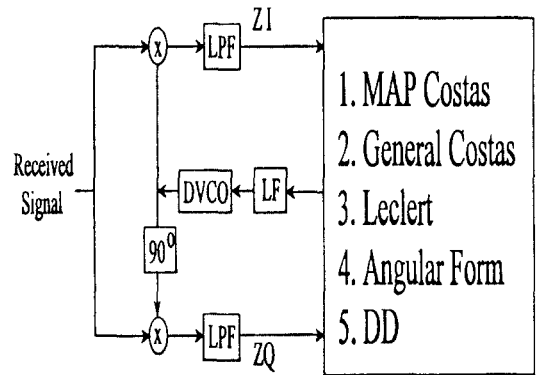 ZI
x
LPF
1. MAP Costas
2. General Costas
3. Leclert
4. Angular Form
5. DD
Received
Signal
DVCO
LF
90°
x
LPF
ZQ